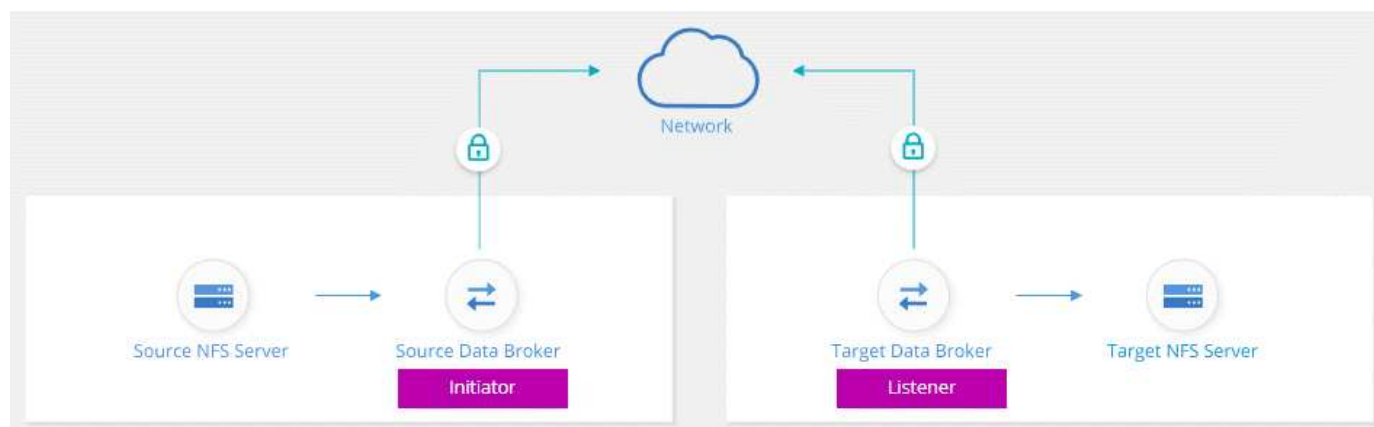 Network
Source NFS Server
Source Data Broker
Target Data Broker
Target NFS Server
Initiator
Listener